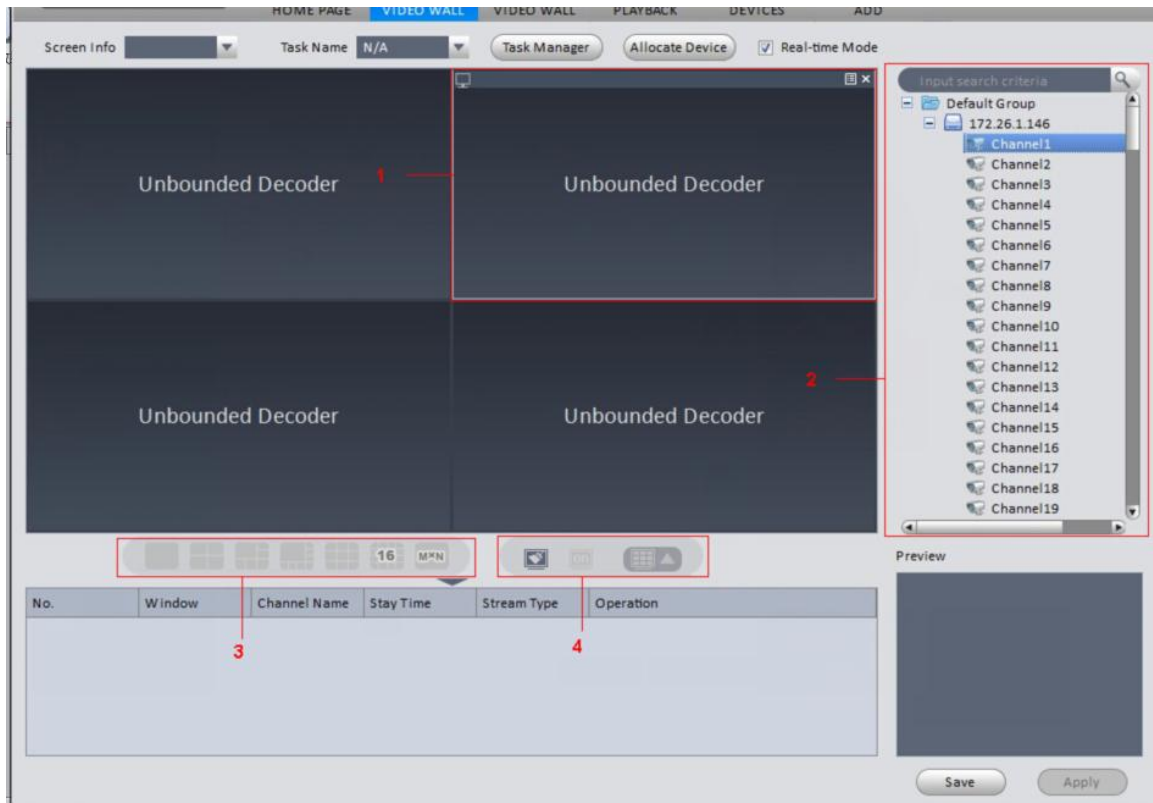 HOME PAGE VIDEO WALL VIDEO WALL PLAYBACK DEVICES ADD
Screen Info Task Name N/A Task Manager Allocate Device Real-time Mode
Input search criteria
Default Group
172.26.1.146
Channel1
Channel2
Channel3
Channel4
Channel5
Channel6
Channel7
Channel8
Channel9
Channel10
Channel11
Channel12
Channel13
Channel14
Channel15
Channel16
Channel17
Channel18
Channel19
Unbounded Decoder 1 Unbounded Decoder
2
Unbounded Decoder Unbounded Decoder
16 M×N
Preview
No. Window Channel Name Stay Time Stream Type Operation
3 4
Save Apply